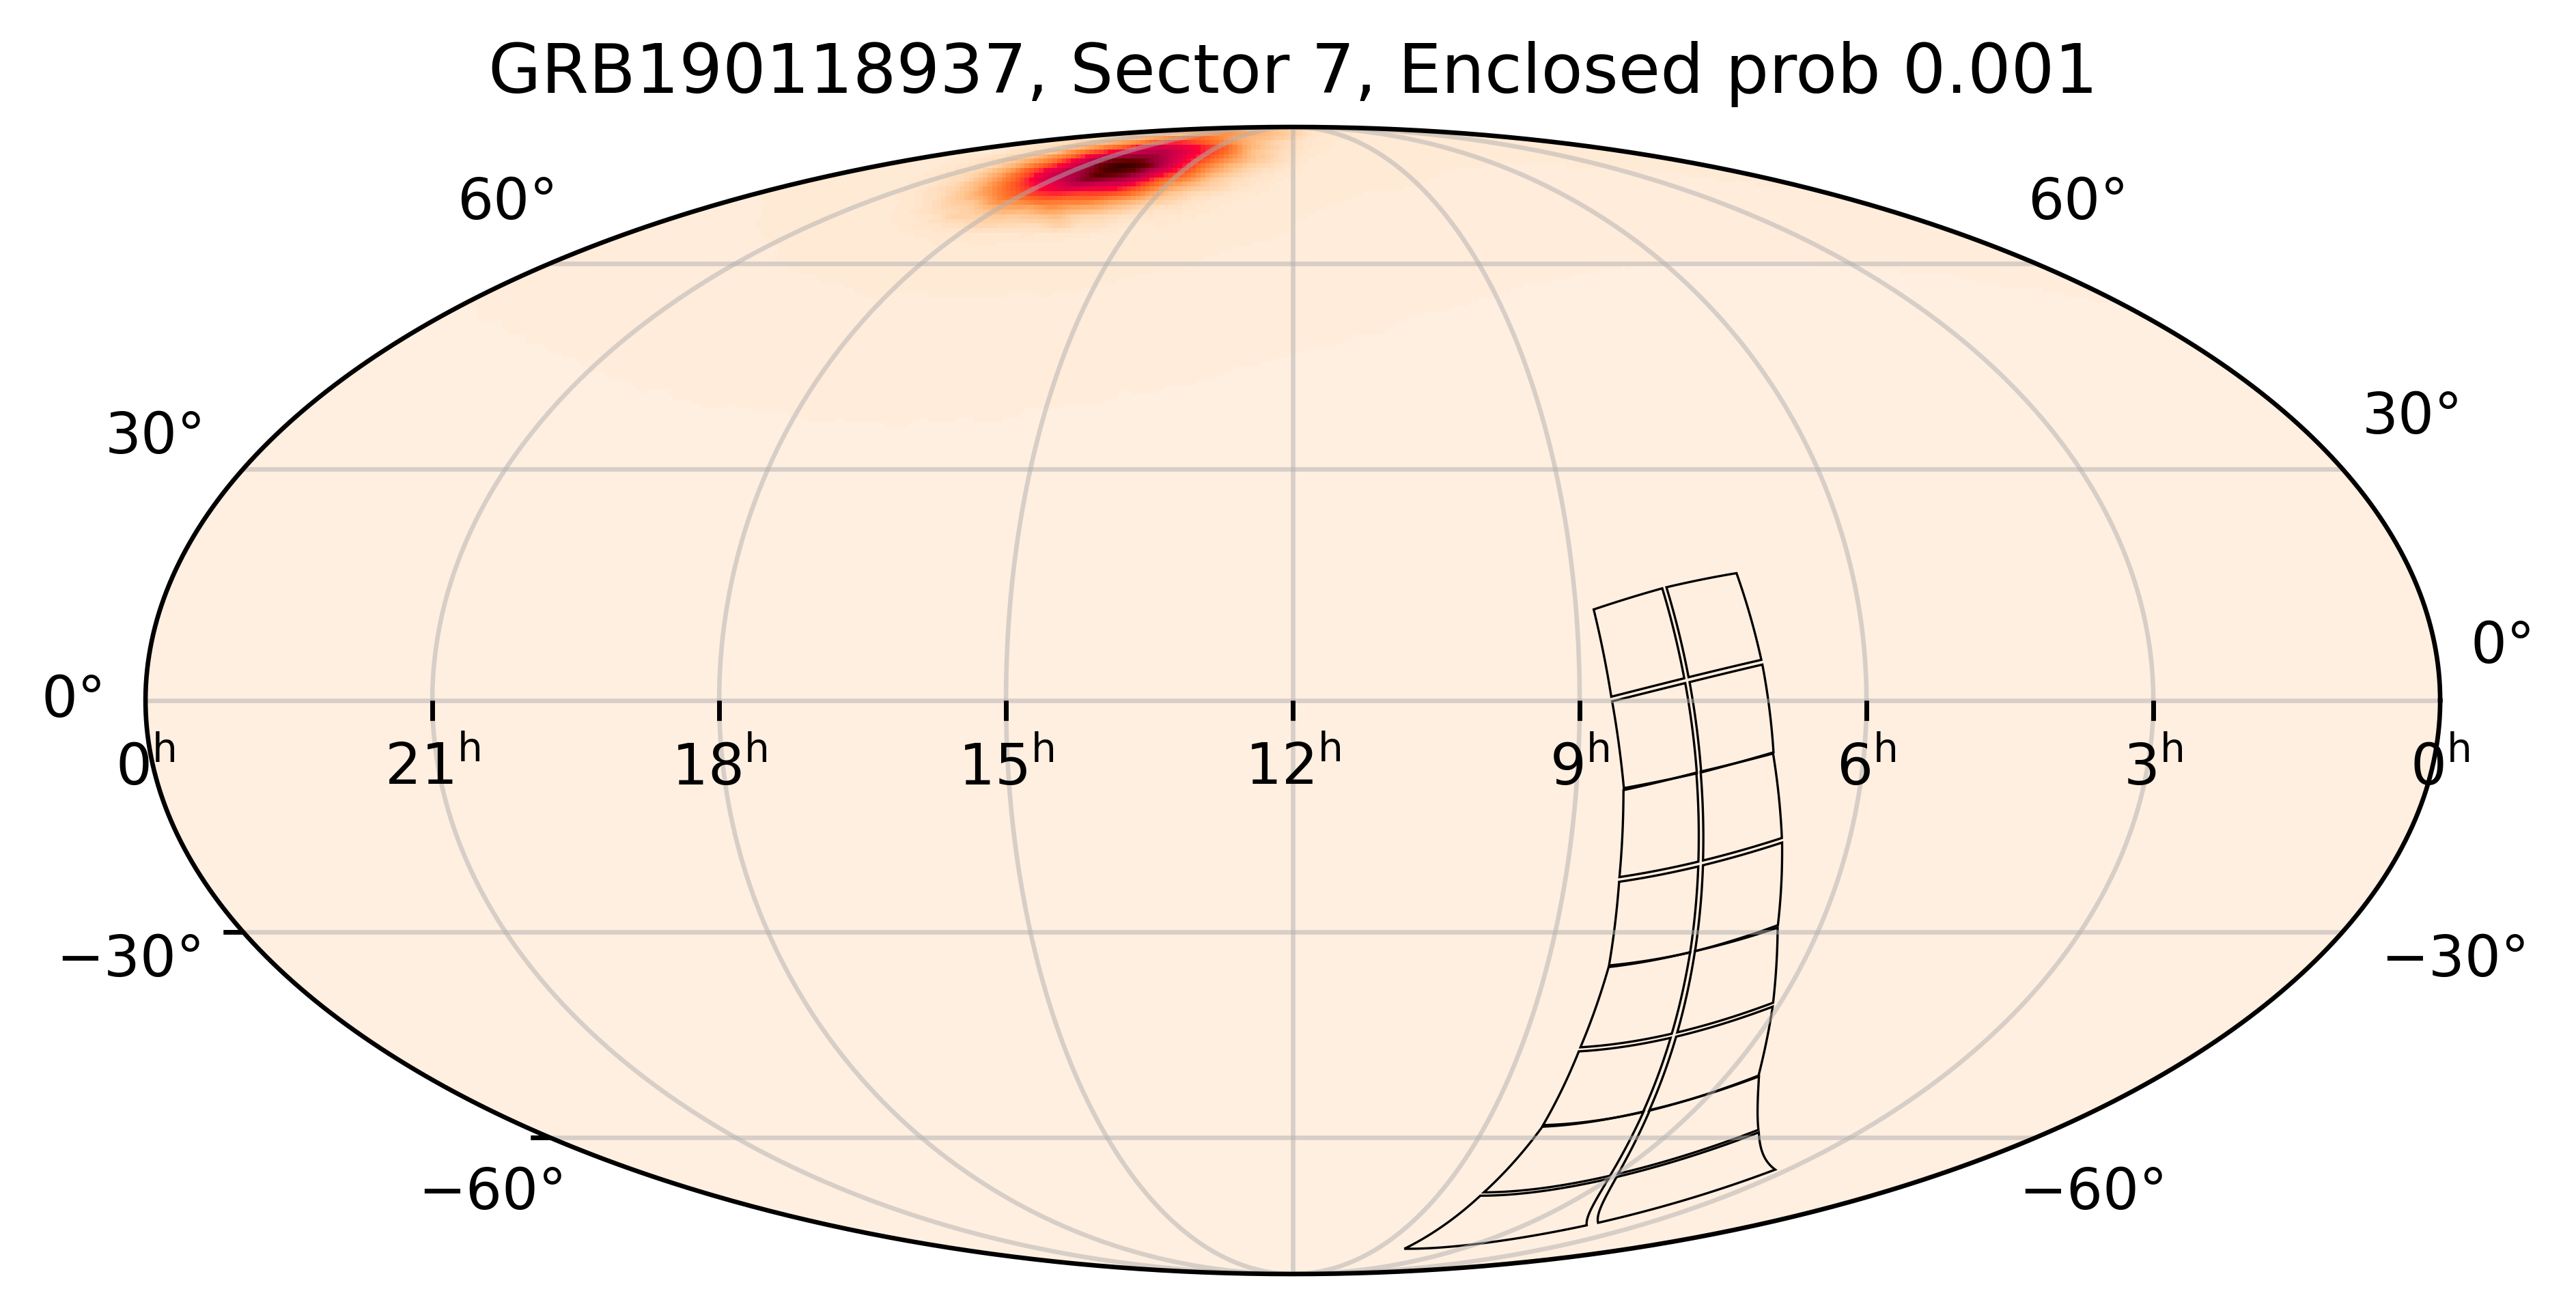 GRB190118937, Sector 7, Enclosed prob 0.001
60° 60°
30° 30°
0° 0°
0h 21h 18h 15h 12h 9h 6h 3h 0h
−30° −30°
−60° −60°